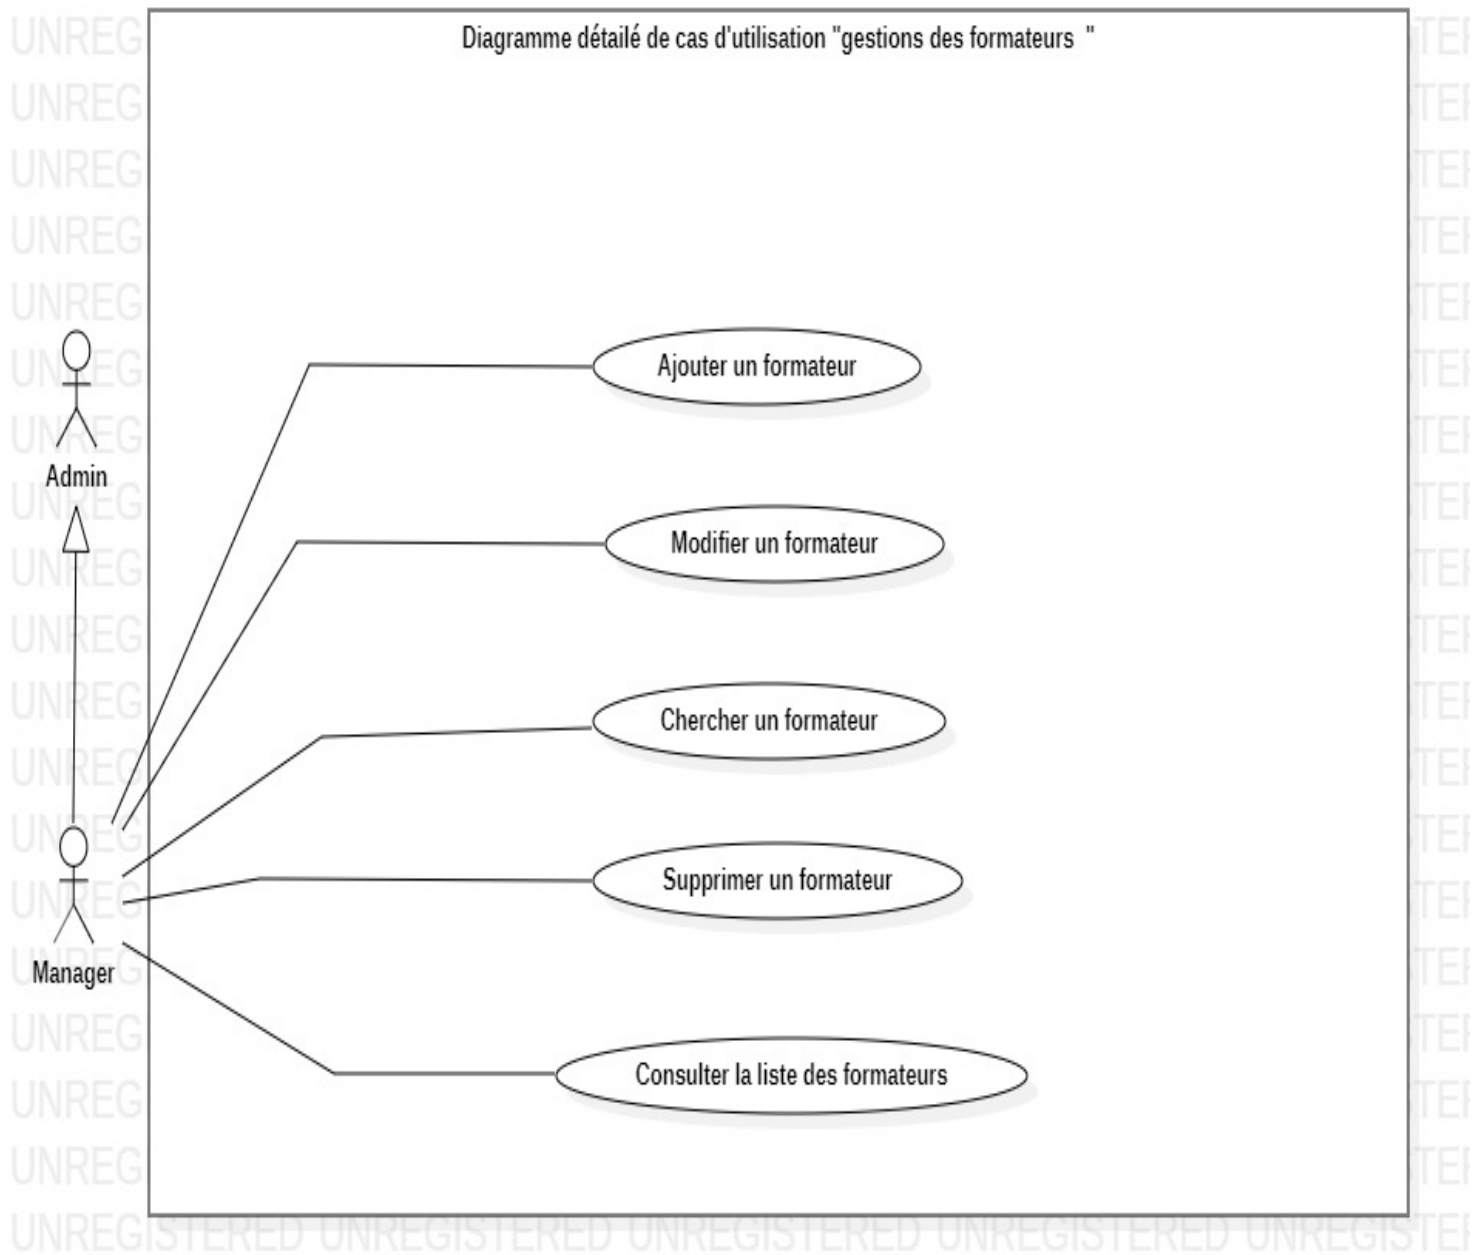 Diagramme détailé de cas d'utilisation "gestions des formateurs "
Ajouter un formateur
Admin
Modifier un formateur
Chercher un formateur
Supprimer un formateur
Manager
Consulter la liste des formateurs
UNREGISTERED UNREGISTERED UNREGISTERED UNREGISTERED